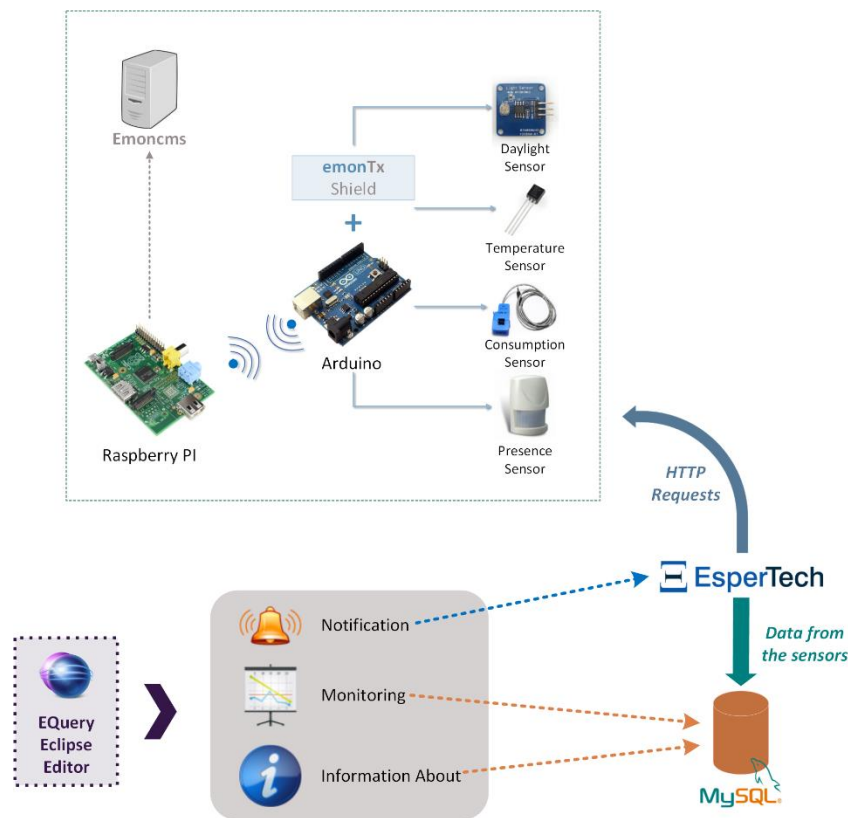 Emoncms
emonTx
Shield
Daylight
Sensor
Temperature
Sensor
Arduino
Consumption
Sensor
Raspberry PI
Presence
Sensor
HTTP
Requests
EsperTech
Notification
Data from
the sensors
EQuery
Eclipse
Editor
Monitoring
Information About
MySQL